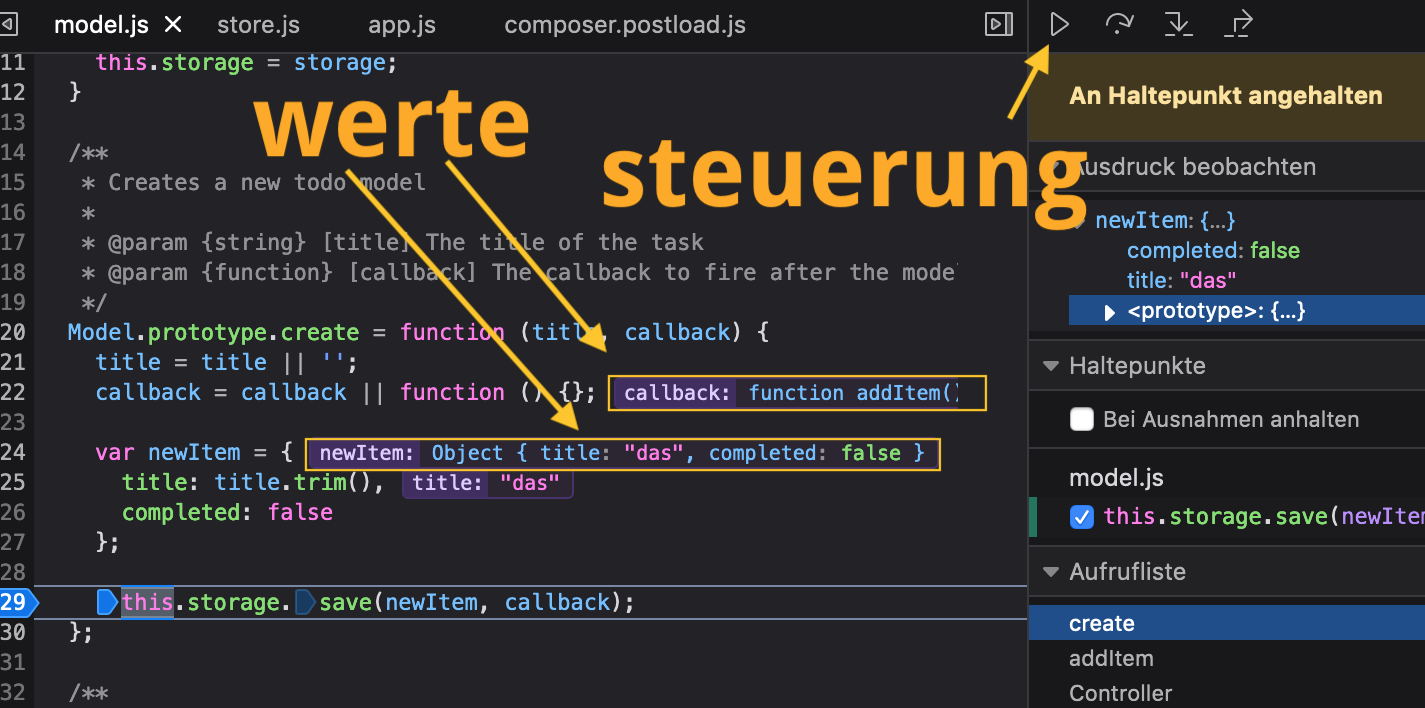 model.js store.js app.js composer.postload.js
11 this.storage = storage;
12 }
13
14 /**
15 * Creates a new todo model
16 *
17 * @param {string} [title] The title of the task
18 * @param {function} [callback] The callback to fire after the mode
19 */
20 Model.prototype.create = function (title, callback) {
21 title = title || '';
22 callback = callback || function () {}; callback: function addItem()
23
24 var newItem = { newItem: Object { title: "das", completed: false }
25 title: title.trim(), title: "das"
26 completed: false
27 };
28
29 this.storage.save(newItem, callback);
30 };
31
32 /**
werte
steuerung
An Haltepunkt angehalten
Ausdruck beobachten
newItem: {…}
completed: false
title: "das"
<prototype>: {…}
Haltepunkte
Bei Ausnahmen anhalten
model.js
this.storage.save(newIte
Aufrufliste
create
addItem
Controller